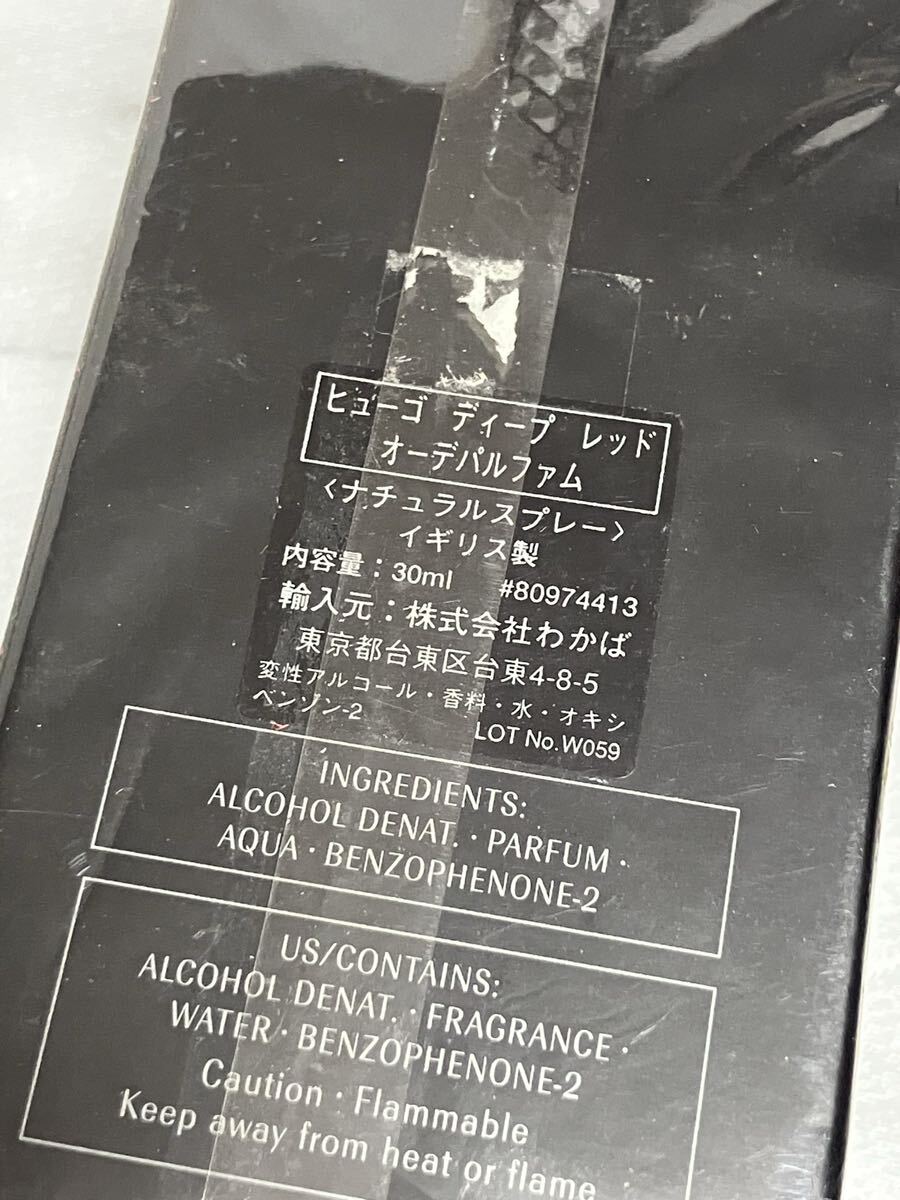 ヒューゴ ディープ レッド
オーデパルファム
〈ナチュラルスプレー〉
イギリス製
内容量：30ml #80974413
輸入元：株式会社わかば
東京都台東区台東4-8-5
変性アルコール・香料・水・オキシ
ベンゾン-2
LOT No.W059
INGREDIENTS:
ALCOHOL DENAT.・PARFUM・
AQUA・BENZOPHENONE-2
US/CONTAINS:
ALCOHOL DENAT.・FRAGRANCE・
WATER・BENZOPHENONE-2
Caution・Flammable
Keep away from heat or flame